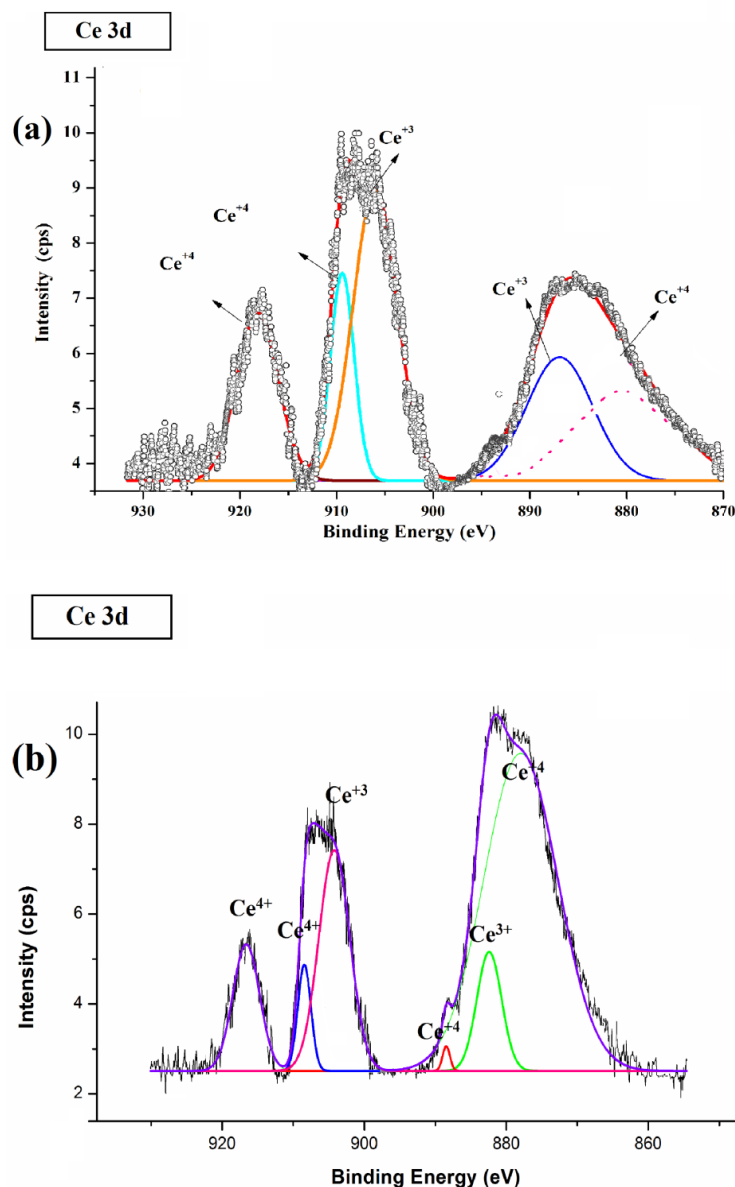 Ce 3d
(a)
11
10
9
8
7
6
5
4
Intensity (cps)
Ce+3
Ce+4
Ce+4
Ce+3
Ce+4
930 920 910 900 890 880 870
Binding Energy (eV)
Ce 3d
(b)
10
8
6
4
2
Intensity (cps)
Ce+4
Ce+3
Ce4+
Ce4+
Ce3+
Ce+4
920 900 880 860
Binding Energy (eV)